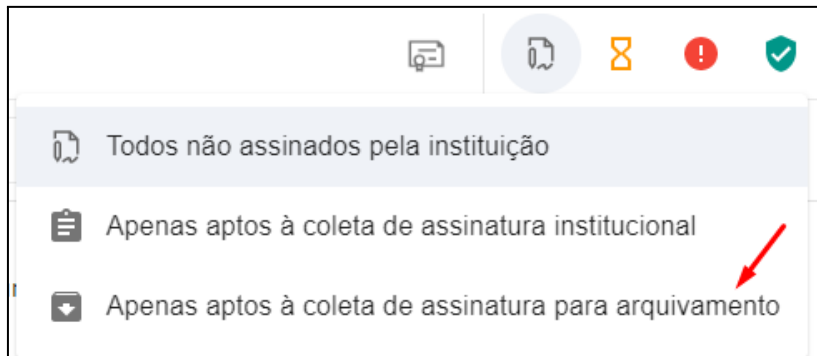 Todos não assinados pela instituição
Apenas aptos à coleta de assinatura institucional
Apenas aptos à coleta de assinatura para arquivamento